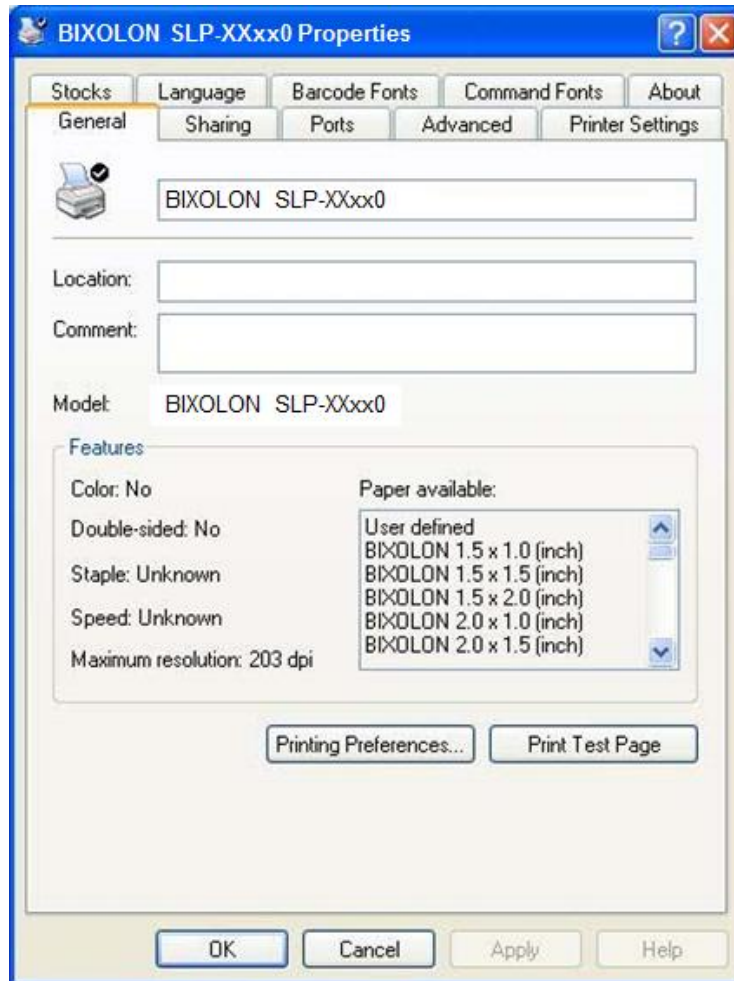 BIXOLON SLP-XXxx0 Properties
Stocks Language Barcode Fonts Command Fonts About
General Sharing Ports Advanced Printer Settings
BIXOLON SLP-XXxx0
Location:
Comment:
Model: BIXOLON SLP-XXxx0
Features
Color: No
Double-sided: No
Staple: Unknown
Speed: Unknown
Maximum resolution: 203 dpi
Paper available:
User defined
BIXOLON 1.5 x 1.0 (inch)
BIXOLON 1.5 x 1.5 (inch)
BIXOLON 1.5 x 2.0 (inch)
BIXOLON 2.0 x 1.0 (inch)
BIXOLON 2.0 x 1.5 (inch)
Printing Preferences... Print Test Page
OK Cancel Apply Help